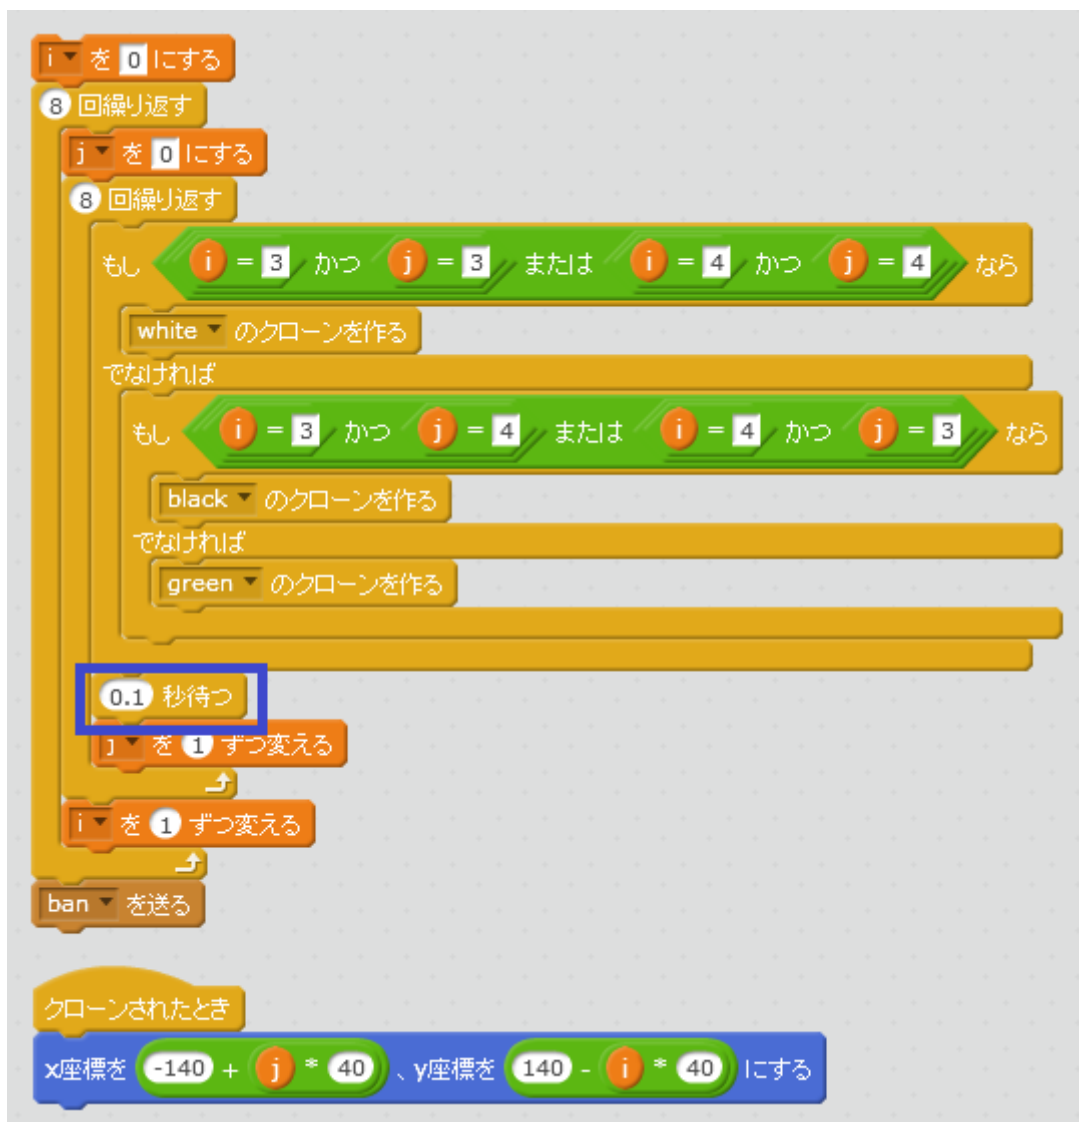 i を 0 にする
8 回繰り返す
j を 0 にする
8 回繰り返す
もし i = 3 かつ j = 3 または i = 4 かつ j = 4 なら
white のクローンを作る
でなければ
もし i = 3 かつ j = 4 または i = 4 かつ j = 3 なら
black のクローンを作る
でなければ
green のクローンを作る
0.1 秒待つ
j を 1 ずつ変える
i を 1 ずつ変える
ban を送る
クローンされたとき
x座標を -140 + j * 40 、y座標を 140 - i * 40 にする